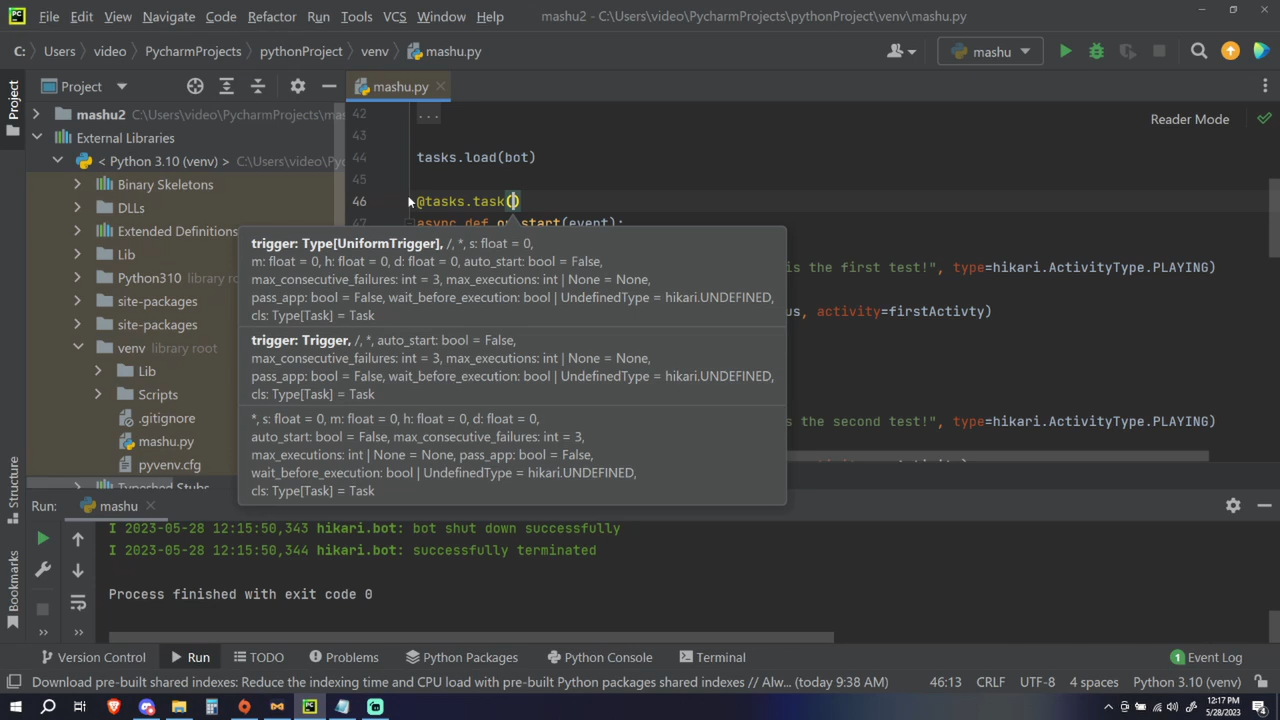 File Edit View Navigate Code Refactor Run Tools VCS Window Help mashu2 - C:\Users\video\PycharmProjects\pythonProject\venv\mashu.py
C: Users video PycharmProjects pythonProject venv mashu.py mashu
Project mashu.py
Project
mashu2 C:\Users\video\PycharmProjects\mas
External Libraries
< Python 3.10 (venv) > C:\Users\video\PycharmPr
Binary Skeletons
DLLs
Extended Definitions
Lib
Python310 library ro
site-packages
site-packages
venv library root
Lib
Scripts
.gitignore
mashu.py
pyvenv.cfg
Typeshed Stubs
Reader Mode
42 ...
43
44 tasks.load(bot)
45
46 @tasks.task()
47 async def on_start(event):
is the first test!", type=hikari.ActivityType.PLAYING)
us, activity=firstActivty)
s the second test!", type=hikari.ActivityType.PLAYING)
trigger: Type[UniformTrigger], /, *, s: float = 0,
m: float = 0, h: float = 0, d: float = 0, auto_start: bool = False,
max_consecutive_failures: int = 3, max_executions: int | None = None,
pass_app: bool = False, wait_before_execution: bool | UndefinedType = hikari.UNDEFINED,
cls: Type[Task] = Task
trigger: Trigger, /, *, auto_start: bool = False,
max_consecutive_failures: int = 3, max_executions: int | None = None,
pass_app: bool = False, wait_before_execution: bool | UndefinedType = hikari.UNDEFINED,
cls: Type[Task] = Task
*, s: float = 0, m: float = 0, h: float = 0, d: float = 0,
auto_start: bool = False, max_consecutive_failures: int = 3,
max_executions: int | None = None, pass_app: bool = False,
wait_before_execution: bool | UndefinedType = hikari.UNDEFINED,
cls: Type[Task] = Task
Structure
Bookmarks
Run: mashu
I 2023-05-28 12:15:50,343 hikari.bot: bot shut down successfully
I 2023-05-28 12:15:50,344 hikari.bot: successfully terminated
Process finished with exit code 0
Version Control Run TODO Problems Python Packages Python Console Terminal 1 Event Log
Download pre-built shared indexes: Reduce the indexing time and CPU load with pre-built Python packages shared indexes // Alw... (today 9:38 AM) 46:13 CRLF UTF-8 4 spaces Python 3.10 (venv)
12:17 PM
5/28/2023
4